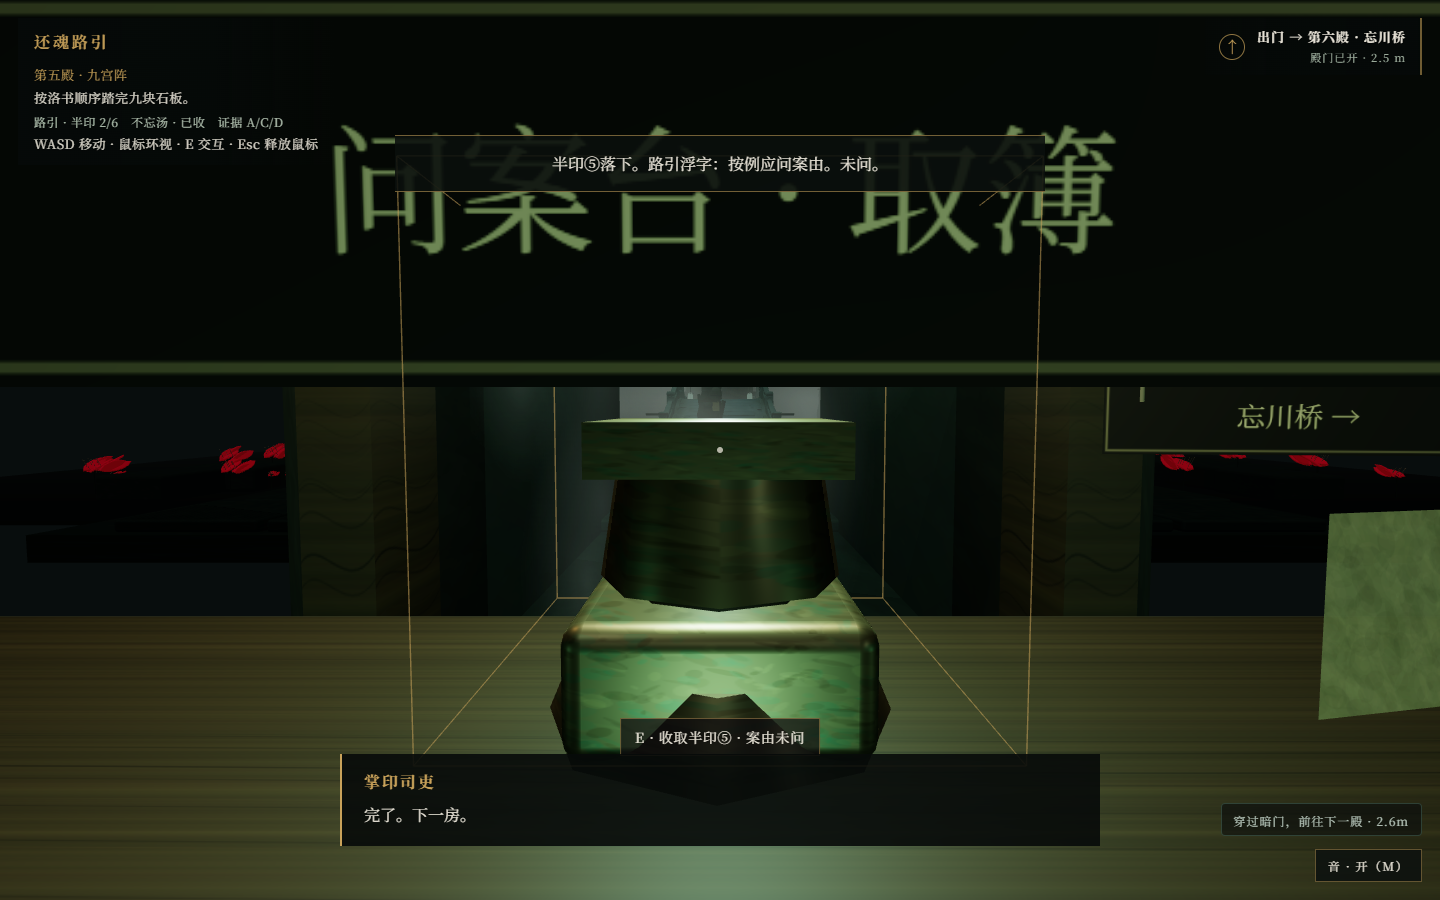 还魂路引
第五殿 · 九宫阵
按洛书顺序踏完九块石板。
路引 · 半印 2/6 不忘汤 · 已收 证据 A/C/D
WASD 移动 · 鼠标环视 · E 交互 · Esc 释放鼠标
出门 → 第六殿 · 忘川桥
殿门已开 · 2.5 m
问案台 · 取簿
半印⑤落下。路引浮字：按例应问案由。未问。
忘川桥 →
E · 收取半印⑤ · 案由未问
掌印司吏
完了。下一房。
穿过暗门，前往下一殿 · 2.6m
音 · 开（M）